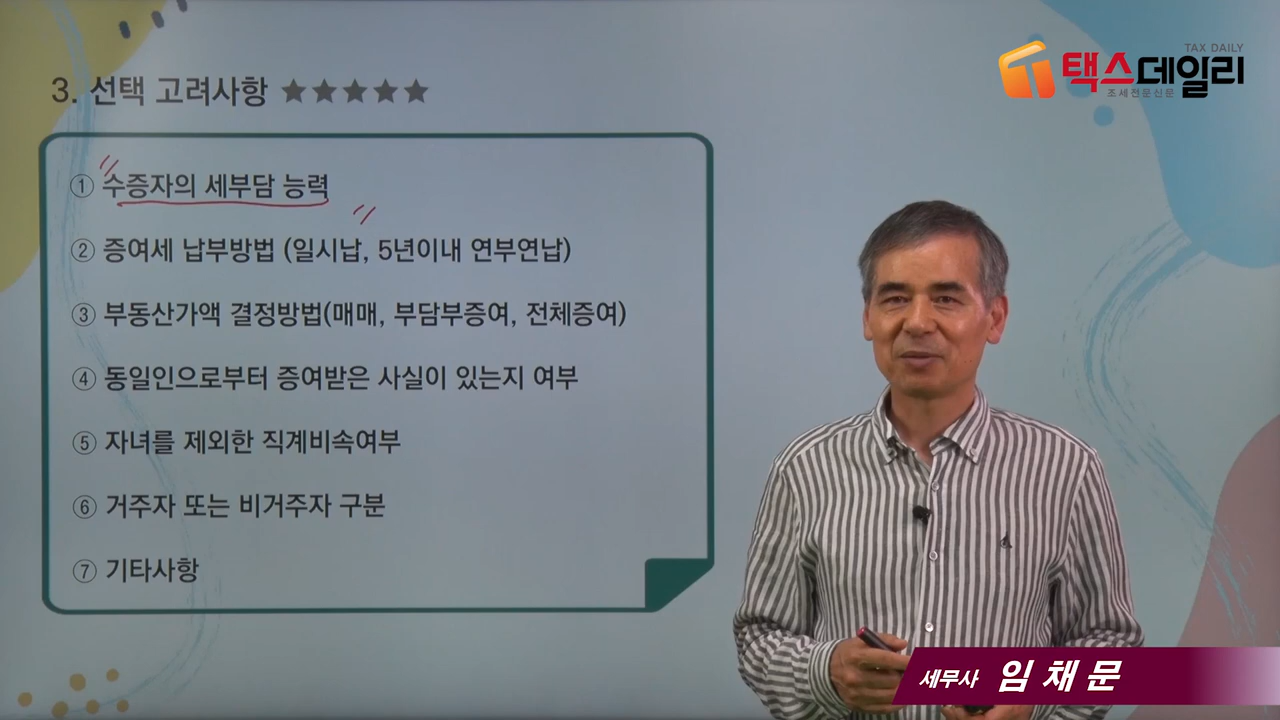 3. 선택 고려사항 ★★★★★
TAX DAILY
택스데일리
조세전문신문
① 수증자의 세부담 능력
② 증여세 납부방법 (일시납, 5년이내 연부연납)
③ 부동산가액 결정방법(매매, 부담부증여, 전체증여)
④ 동일인으로부터 증여받은 사실이 있는지 여부
⑤ 자녀를 제외한 직계비속여부
⑥ 거주자 또는 비거주자 구분
⑦ 기타사항
세무사 임채문